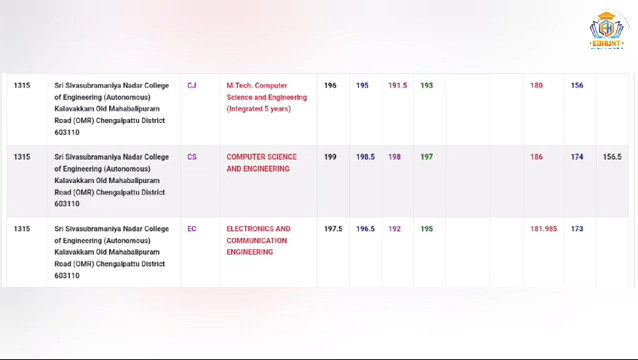 EDHUNT
1315 Sri Sivasubramaniya Nadar College CJ M.Tech. Computer 196 195 191.5 193 180 156
of Engineering (Autonomous) Science and Engineering
Kalavakkam Old Mahabalipuram (Integrated 5 years)
Road (OMR) Chengalpattu District
603110
1315 Sri Sivasubramaniya Nadar College CS COMPUTER SCIENCE 199 198.5 198 197 186 174 156.5
of Engineering (Autonomous) AND ENGINEERING
Kalavakkam Old Mahabalipuram
Road (OMR) Chengalpattu District
603110
1315 Sri Sivasubramaniya Nadar College EC ELECTRONICS AND 197.5 196.5 192 195 181.985 173
of Engineering (Autonomous) COMMUNICATION
Kalavakkam Old Mahabalipuram ENGINEERING
Road (OMR) Chengalpattu District
603110